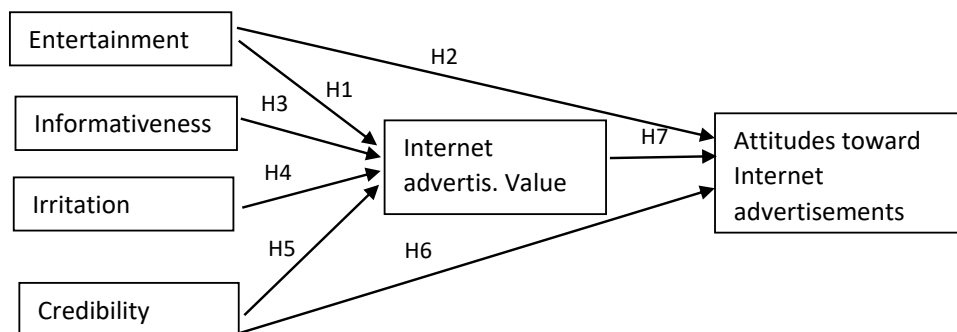 Entertainment
H2
H1
H3
Informativeness
Internet
advertis. Value
H7
Attitudes toward
Internet
advertisements
H4
Irritation
H5
H6
Credibility